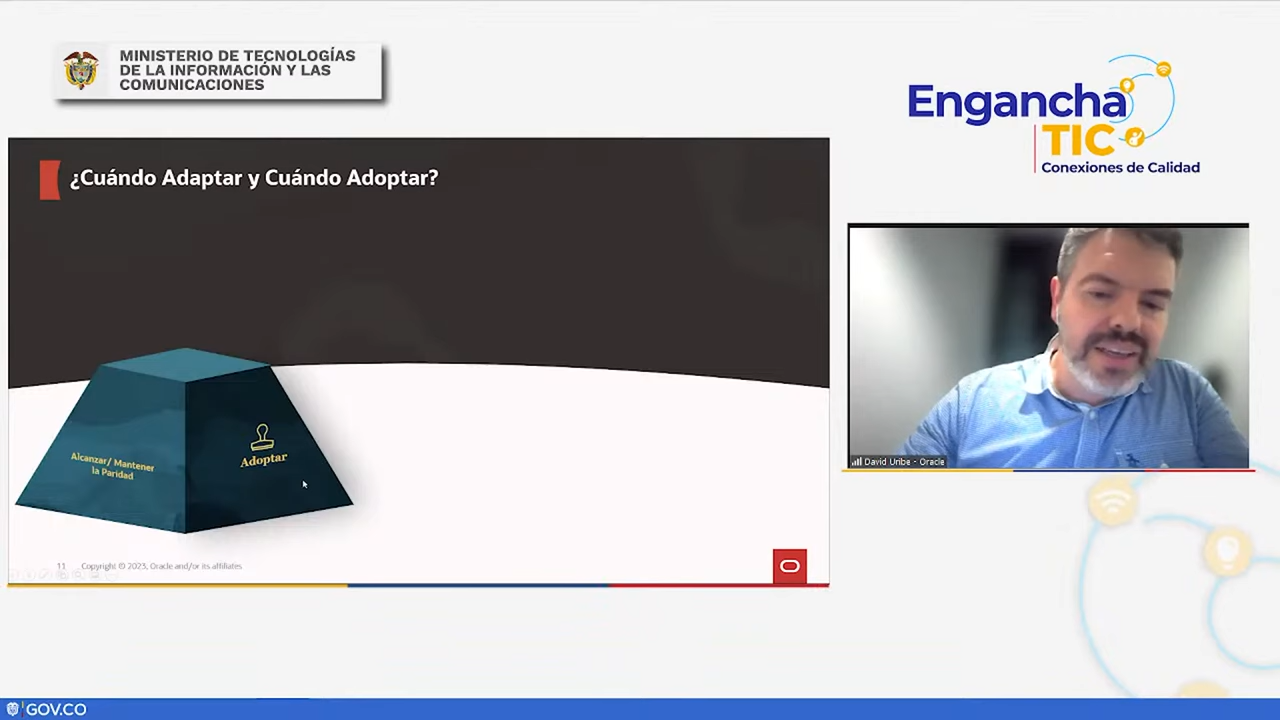 MINISTERIO DE TECNOLOGÍAS
DE LA INFORMACIÓN Y LAS
COMUNICACIONES
Engancha
TIC
Conexiones de Calidad
¿Cuándo Adaptar y Cuándo Adoptar?
Alcanzar/ Mantener
la Paridad
Adoptar
11 Copyright © 2023, Oracle and/or its affiliates
David Uribe - Oracle
GOV.CO